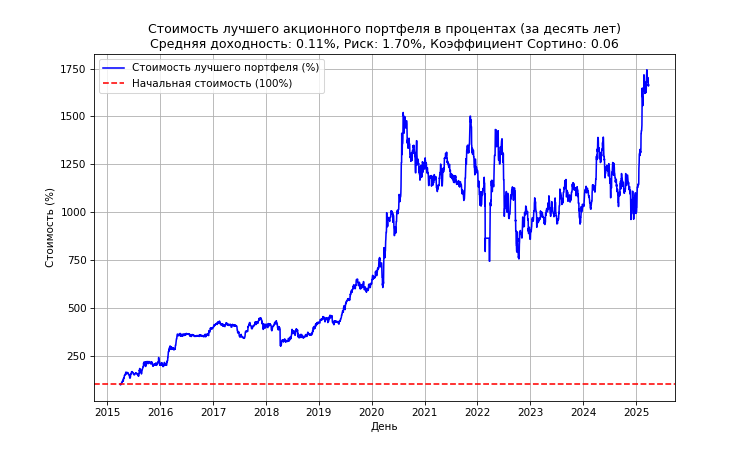 Стоимость лучшего акционного портфеля в процентах (за десять лет)
Средняя доходность: 0.11%, Риск: 1.70%, Коэффициент Сортино: 0.06
Стоимость лучшего портфеля (%)
Начальная стоимость (100%)
Стоимость (%)
1750
1500
1250
1000
750
500
250
2015 2016 2017 2018 2019 2020 2021 2022 2023 2024 2025
День